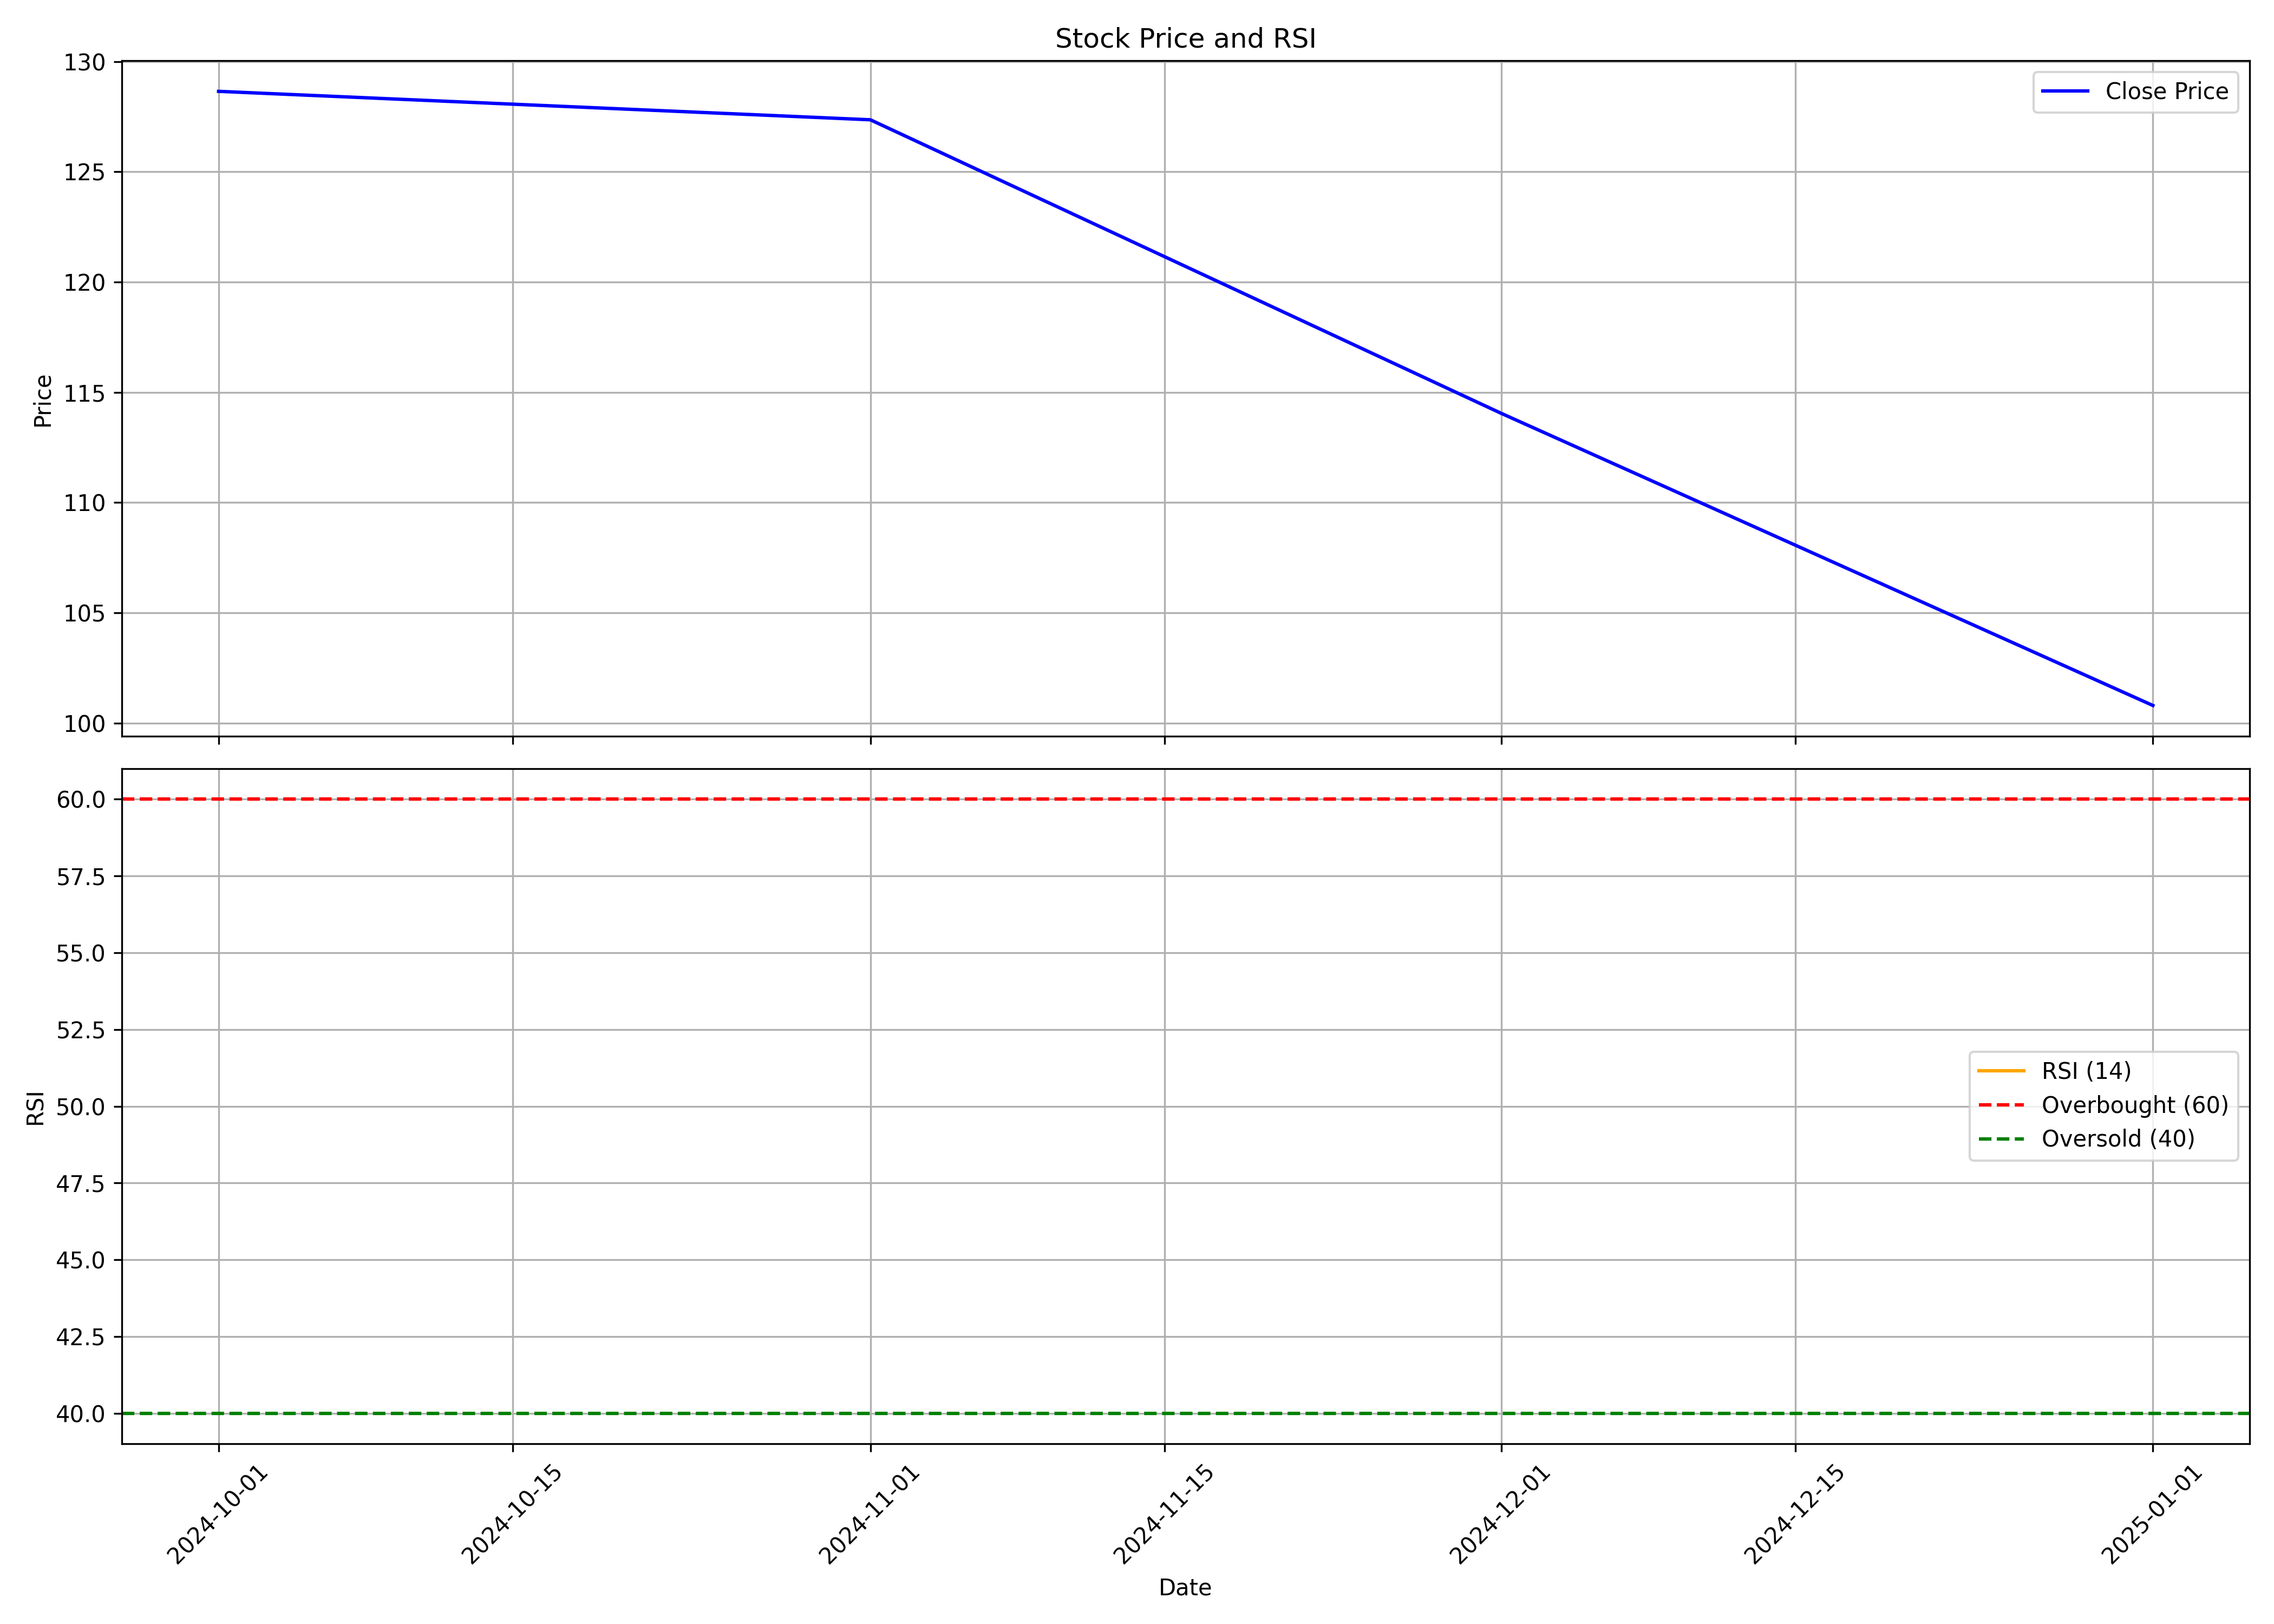 Stock Price and RSI
130
125
120
115
110
105
100
Price
Close Price
60.0
57.5
55.0
52.5
50.0
47.5
45.0
42.5
40.0
RSI
RSI (14)
Overbought (60)
Oversold (40)
2024-10-01
2024-10-15
2024-11-01
2024-11-15
2024-12-01
2024-12-15
2025-01-01
Date